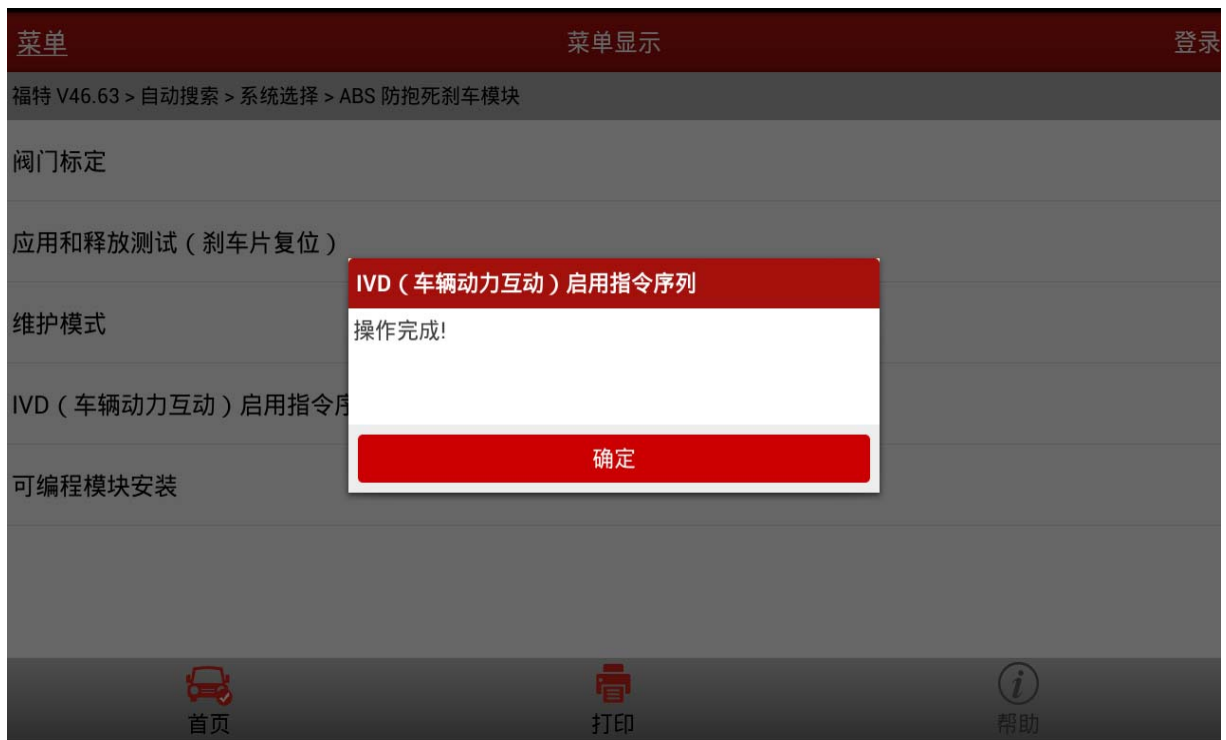 菜单 菜单显示 登录
福特 V46.63 > 自动搜索 > 系统选择 > ABS 防抱死刹车模块
阀门标定
应用和释放测试（刹车片复位）
IVD（车辆动力互动）启用指令序列
维护模式
操作完成!
IVD（车辆动力互动）启用指令序
确定
可编程模块安装
首页 打印 帮助